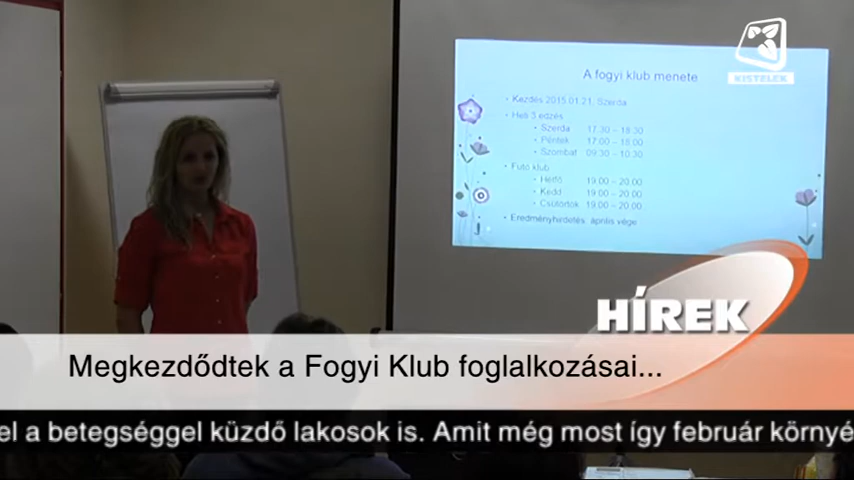 KISTELEK
A fogyi klub menete
• Kezdés 2015.01.21. Szerda
• Heti 3 edzés
• Szerda 17.30 – 18:30
• Péntek 17:00 – 18:00
• Szombat 09:30 – 10:30
• Futó klub
• Hétfő 19:00 – 20:00
• Kedd 19:00 – 20:00
• Csütörtök 19:00 – 20:00
• Eredményhirdetés: április vége
HÍREK
Megkezdődtek a Fogyi Klub foglalkozásai...
el a betegséggel küzdő lakosok is. Amit még most így február környé